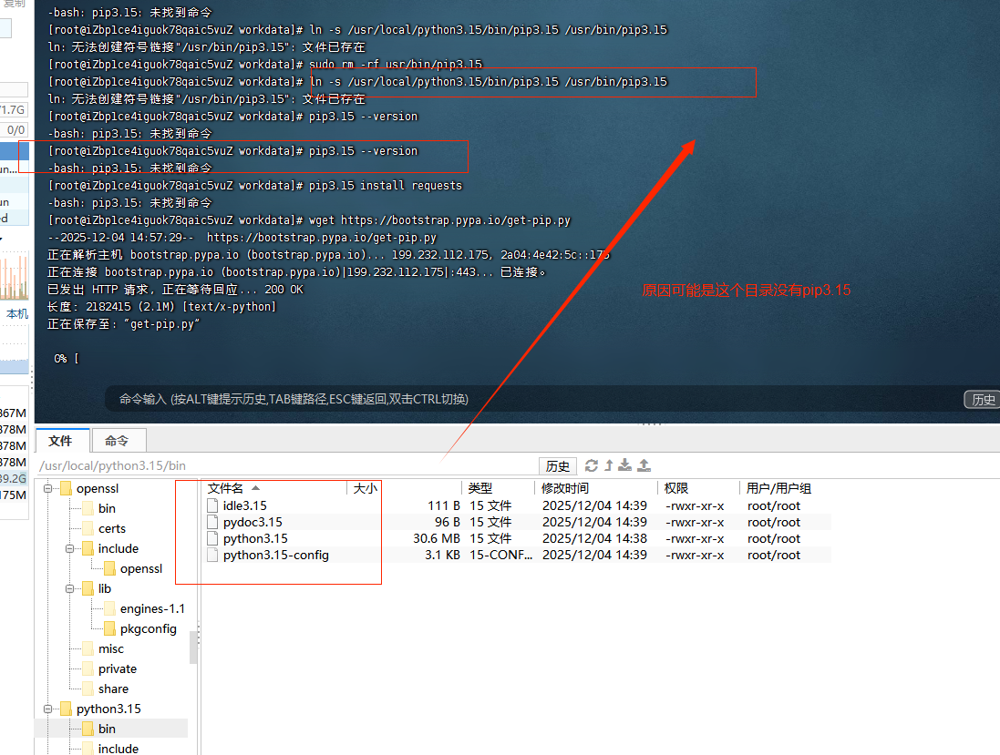 复制
-bash: pip3.15: 未找到命令
[root@iZbp1ce4iguok78qaic5vuZ workdata]# ln -s /usr/local/python3.15/bin/pip3.15 /usr/bin/pip3.15
ln: 无法创建符号链接"/usr/bin/pip3.15": 文件已存在
[root@iZbp1ce4iguok78qaic5vuZ workdata]# sudo rm -rf usr/bin/pip3.15
[root@iZbp1ce4iguok78qaic5vuZ workdata]# ln -s /usr/local/python3.15/bin/pip3.15 /usr/bin/pip3.15
ln: 无法创建符号链接"/usr/bin/pip3.15": 文件已存在
[root@iZbp1ce4iguok78qaic5vuZ workdata]# pip3.15 --version
-bash: pip3.15: 未找到命令
[root@iZbp1ce4iguok78qaic5vuZ workdata]# pip3.15 --version
-bash: pip3.15: 未找到命令
[root@iZbp1ce4iguok78qaic5vuZ workdata]# pip3.15 install requests
-bash: pip3.15: 未找到命令
[root@iZbp1ce4iguok78qaic5vuZ workdata]# wget https://bootstrap.pypa.io/get-pip.py
--2025-12-04 14:57:29-- https://bootstrap.pypa.io/get-pip.py
正在解析主机 bootstrap.pypa.io (bootstrap.pypa.io)... 199.232.112.175, 2a04:4e42:5c::175
正在连接 bootstrap.pypa.io (bootstrap.pypa.io)|199.232.112.175|:443... 已连接。
已发出 HTTP 请求，正在等待回应... 200 OK
长度：2182415 (2.1M) [text/x-python]
正在保存至: “get-pip.py”
0% [
原因可能是这个目录没有pip3.15
/1.7G
0/0
un...
un
ed
本机
367M
378M
378M
378M
39.2G
175M
命令输入 (按ALT键提示历史,TAB键路径,ESC键返回,双击CTRL切换)
历史
文件 命令
/usr/local/python3.15/bin
历史
openssl
bin
certs
include
openssl
lib
engines-1.1
pkgconfig
misc
private
share
python3.15
bin
include
文件名 大小 类型 修改时间 权限 用户/用户组
idle3.15 111 B 15 文件 2025/12/04 14:39 -rwxr-xr-x root/root
pydoc3.15 96 B 15 文件 2025/12/04 14:39 -rwxr-xr-x root/root
python3.15 30.6 MB 15 文件 2025/12/04 14:38 -rwxr-xr-x root/root
python3.15-config 3.1 KB 15-CONF... 2025/12/04 14:39 -rwxr-xr-x root/root